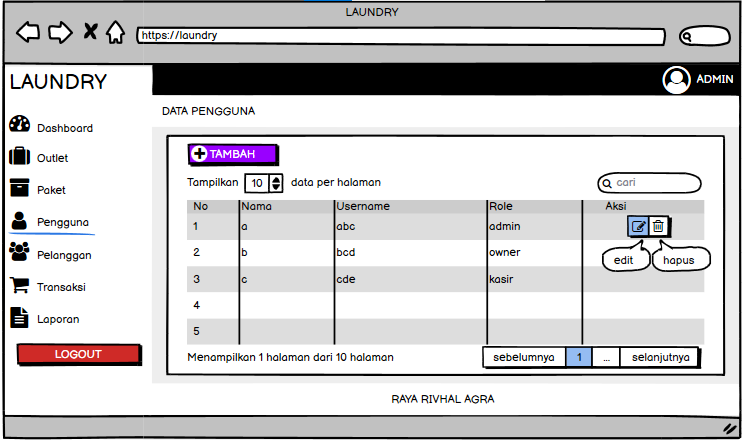 LAUNDRY
https://laundry
LAUNDRY
ADMIN
Dashboard
Outlet
Paket
Pengguna
Pelanggan
Transaksi
Laporan
LOGOUT
DATA PENGGUNA
TAMBAH
Tampilkan 10 data per halaman
cari
No Nama Username Role Aksi
1 a abc admin
2 b bcd owner
3 c cde kasir
4
5
edit hapus
Menampilkan 1 halaman dari 10 halaman
sebelumnya 1 ... selanjutnya
RAYA RIVHAL AGRA